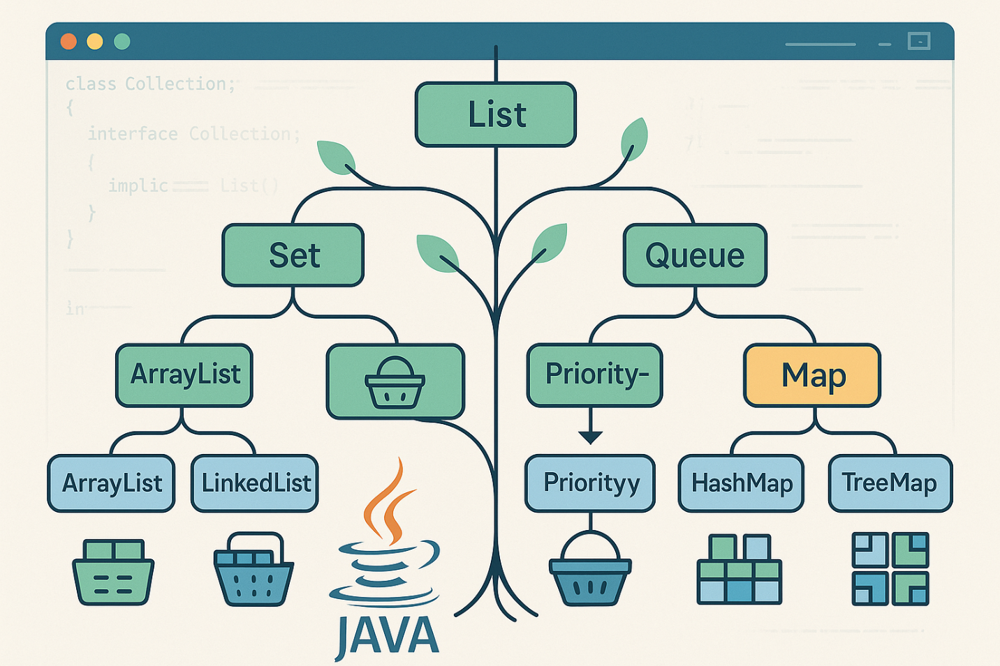 class Collection;
{
interface Collection;
{
implic List()
}
}
in
List
Set
Queue
ArrayList
Priority-
Map
ArrayList
LinkedList
Priorityy
HashMap
TreeMap
JAVA